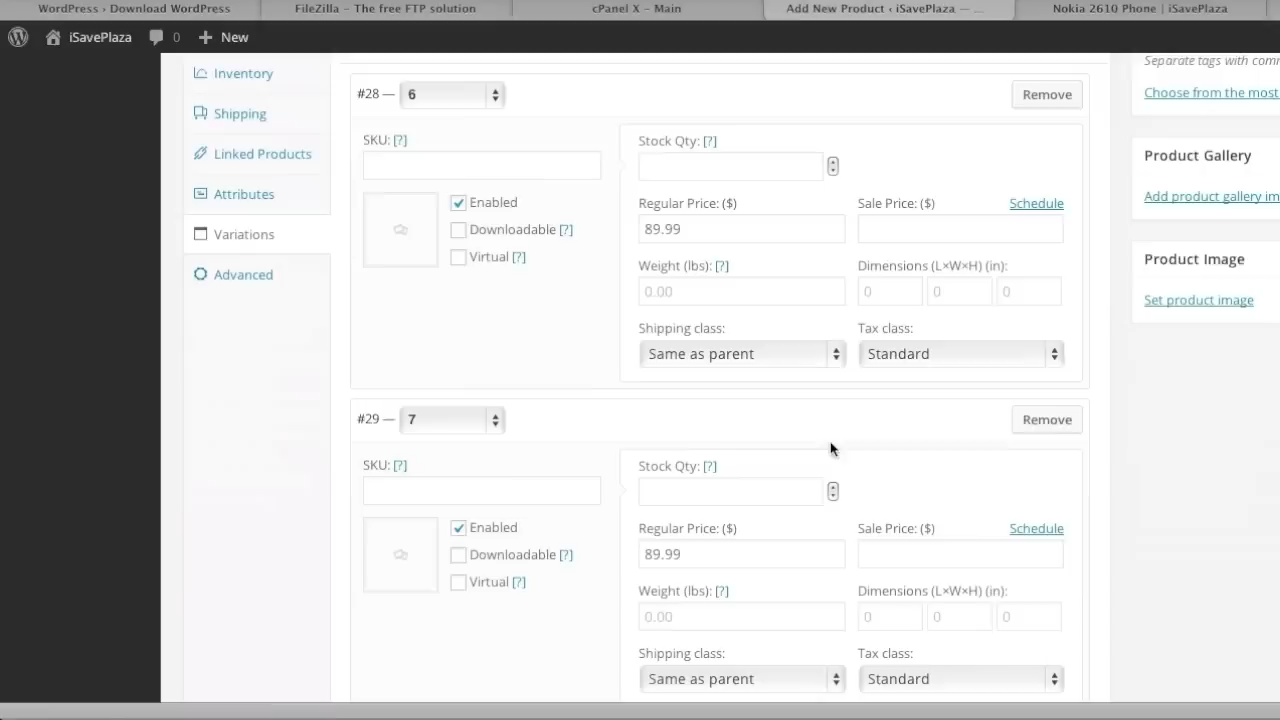 WordPress › Download WordPress
FileZilla – The free FTP solution
cPanel X – Main
Add New Product ‹ iSavePlaza — ...
Nokia 2610 Phone | iSavePlaza
iSavePlaza
0
New
Inventory
Shipping
Linked Products
Attributes
Variations
Advanced
#28 — 6
Remove
SKU: [?]
Stock Qty: [?]
Enabled
Downloadable [?]
Virtual [?]
Regular Price: ($)
Sale Price: ($)
Schedule
89.99
Weight (lbs): [?]
Dimensions (L×W×H) (in):
0.00
0
0
0
Shipping class:
Tax class:
Same as parent
Standard
#29 — 7
Remove
SKU: [?]
Stock Qty: [?]
Enabled
Downloadable [?]
Virtual [?]
Regular Price: ($)
Sale Price: ($)
Schedule
89.99
Weight (lbs): [?]
Dimensions (L×W×H) (in):
0.00
0
0
0
Shipping class:
Tax class:
Same as parent
Standard
Separate tags with comm
Choose from the most
Product Gallery
Add product gallery im
Product Image
Set product image